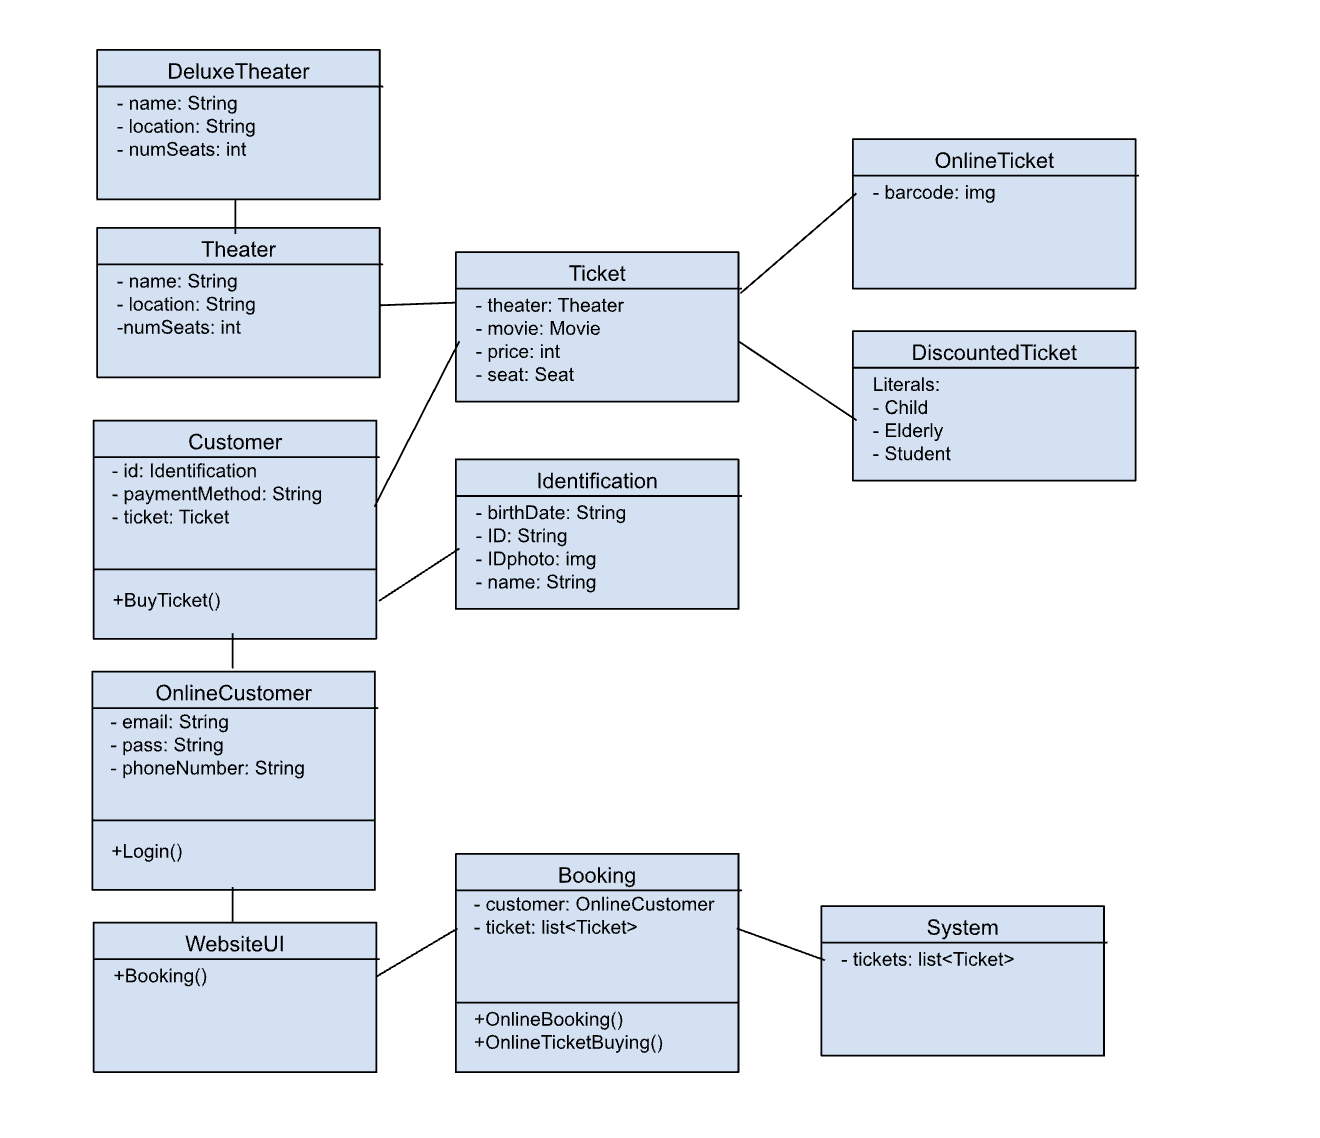 DeluxeTheater
- name: String
- location: String
- numSeats: int
Theater
- name: String
- location: String
-numSeats: int
Customer
- id: Identification
- paymentMethod: String
- ticket: Ticket
+BuyTicket()
OnlineCustomer
- email: String
- pass: String
- phoneNumber: String
+Login()
WebsiteUI
+Booking()
Ticket
- theater: Theater
- movie: Movie
- price: int
- seat: Seat
Identification
- birthDate: String
- ID: String
- IDphoto: img
- name: String
Booking
- customer: OnlineCustomer
- ticket: list<Ticket>
+OnlineBooking()
+OnlineTicketBuying()
OnlineTicket
- barcode: img
DiscountedTicket
Literals:
- Child
- Elderly
- Student
System
- tickets: list<Ticket>